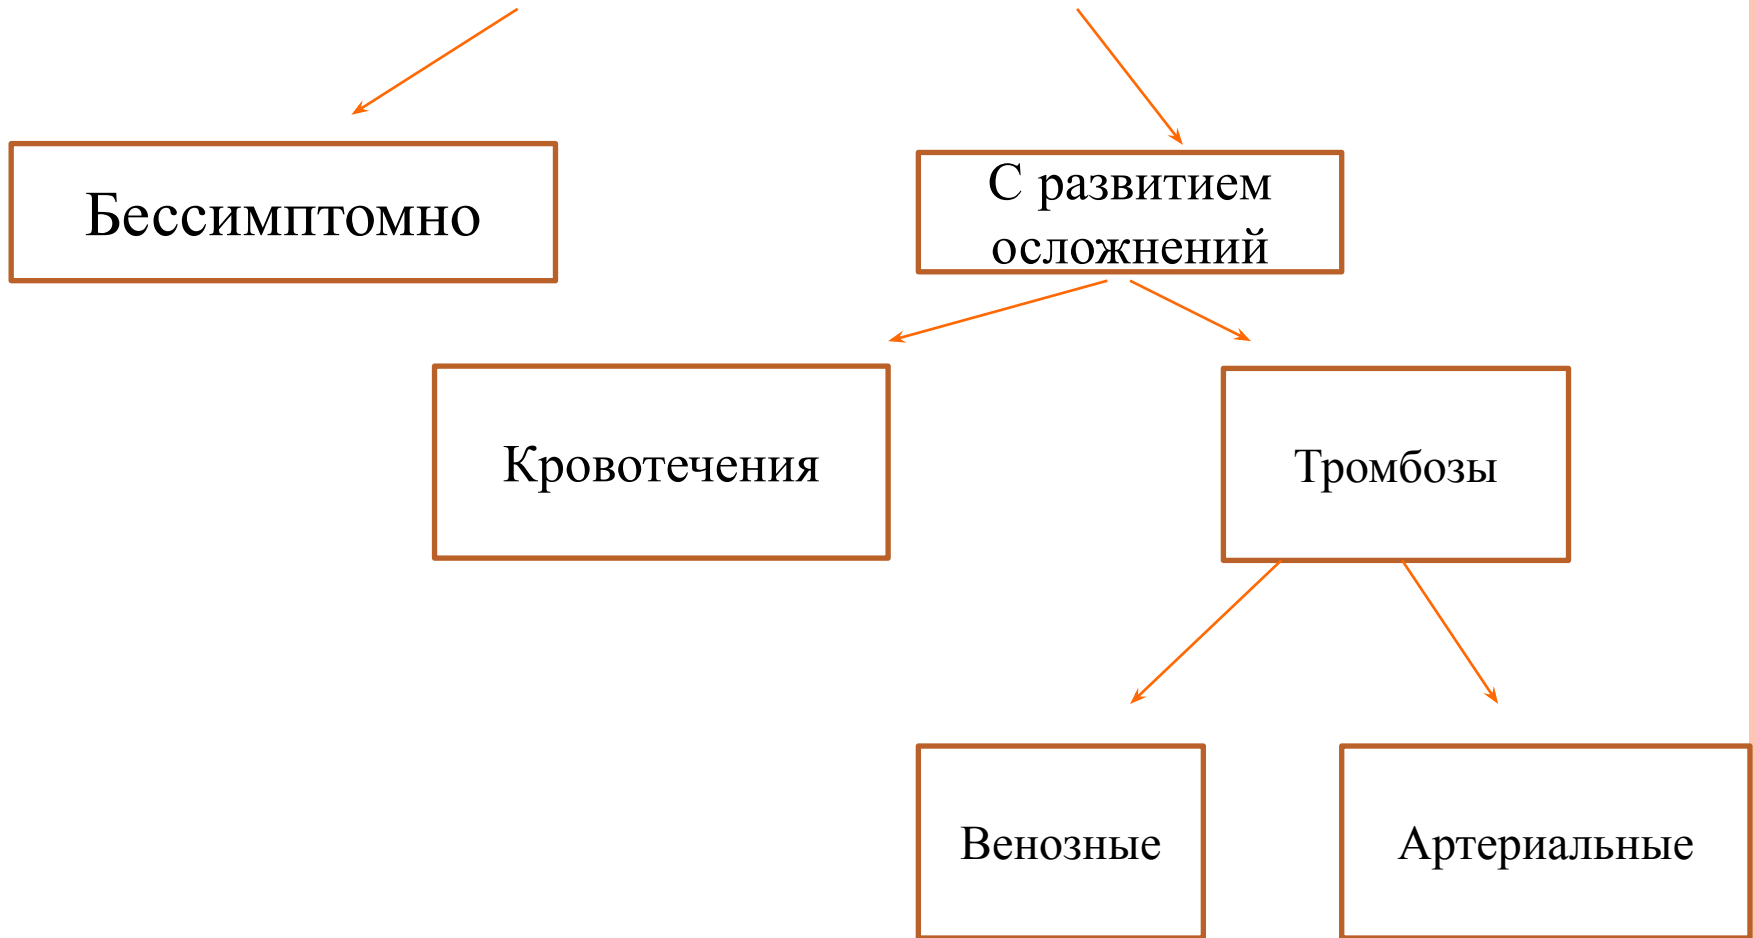 Бессимптомно
С развитием
осложнений
Кровотечения
Тромбозы
Венозные
Артериальные